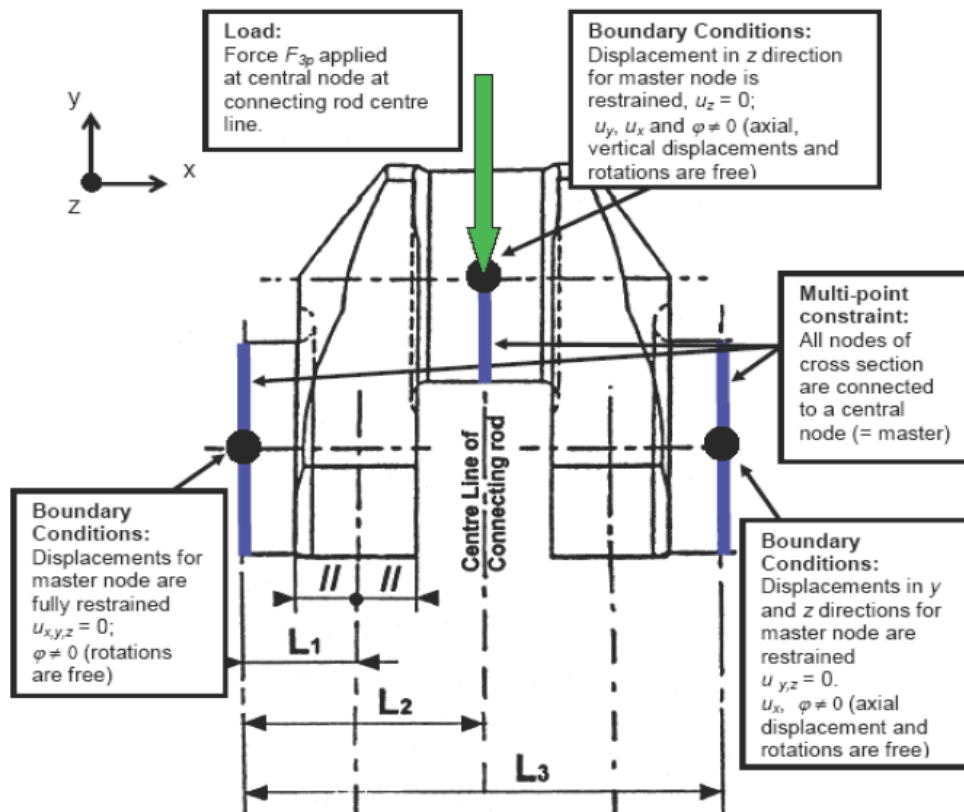 Load:
Force F3p applied
at central node at
connecting rod centre
line.
Boundary Conditions:
Displacement in z direction
for master node is
restrained, uz = 0;
uy, ux and φ ≠ 0 (axial,
vertical displacements and
rotations are free)
y
x
z
Multi-point
constraint:
All nodes of
cross section
are connected
to a central
node (= master)
Centre Line of
Connecting rod
Boundary
Conditions:
Displacements for
master node are
fully restrained
ux,y,z = 0;
φ ≠ 0 (rotations
are free)
Boundary
Conditions:
Displacements in y
and z directions for
master node are
restrained
u y,z = 0.
ux, φ ≠ 0 (axial
displacement and
rotations are free)
// //
L1
L2
L3